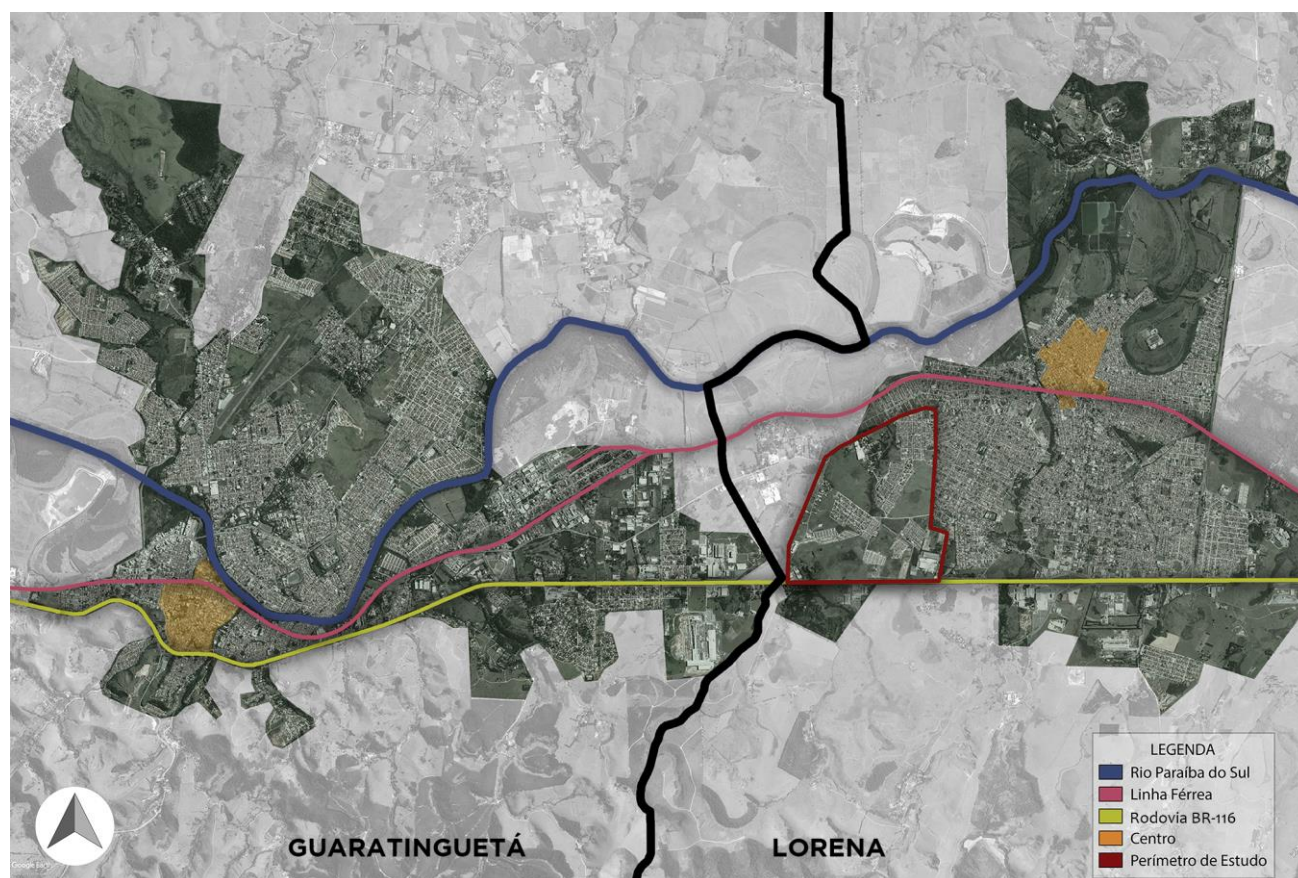 GUARATINGUETÁ
LORENA
LEGENDA
Rio Paraíba do Sul
Linha Férrea
Rodovia BR-116
Centro
Perímetro de Estudo